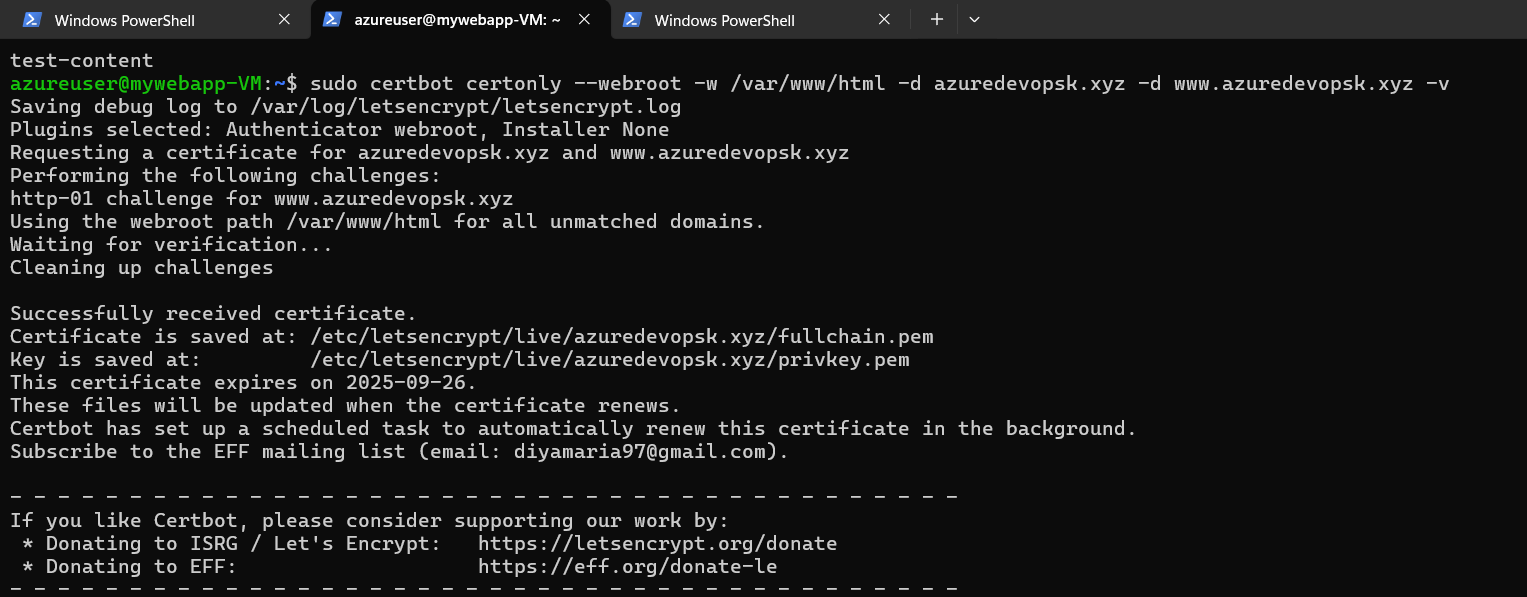 Windows PowerShell
azureuser@mywebapp-VM: ~
Windows PowerShell
test-content
azureuser@mywebapp-VM:~$ sudo certbot certonly --webroot -w /var/www/html -d azuredevopsk.xyz -d www.azuredevopsk.xyz -v
Saving debug log to /var/log/letsencrypt/letsencrypt.log
Plugins selected: Authenticator webroot, Installer None
Requesting a certificate for azuredevopsk.xyz and www.azuredevopsk.xyz
Performing the following challenges:
http-01 challenge for www.azuredevopsk.xyz
Using the webroot path /var/www/html for all unmatched domains.
Waiting for verification...
Cleaning up challenges
Successfully received certificate.
Certificate is saved at: /etc/letsencrypt/live/azuredevopsk.xyz/fullchain.pem
Key is saved at:         /etc/letsencrypt/live/azuredevopsk.xyz/privkey.pem
This certificate expires on 2025-09-26.
These files will be updated when the certificate renews.
Certbot has set up a scheduled task to automatically renew this certificate in the background.
Subscribe to the EFF mailing list (email: diyamaria97@gmail.com).
- - - - - - - - - - - - - - - - - - - - - - - - - - - - - - - - - - - - - - - -
If you like Certbot, please consider supporting our work by:
 * Donating to ISRG / Let's Encrypt:   https://letsencrypt.org/donate
 * Donating to EFF:                    https://eff.org/donate-le
- - - - - - - - - - - - - - - - - - - - - - - - - - - - - - - - - - - - - - - -